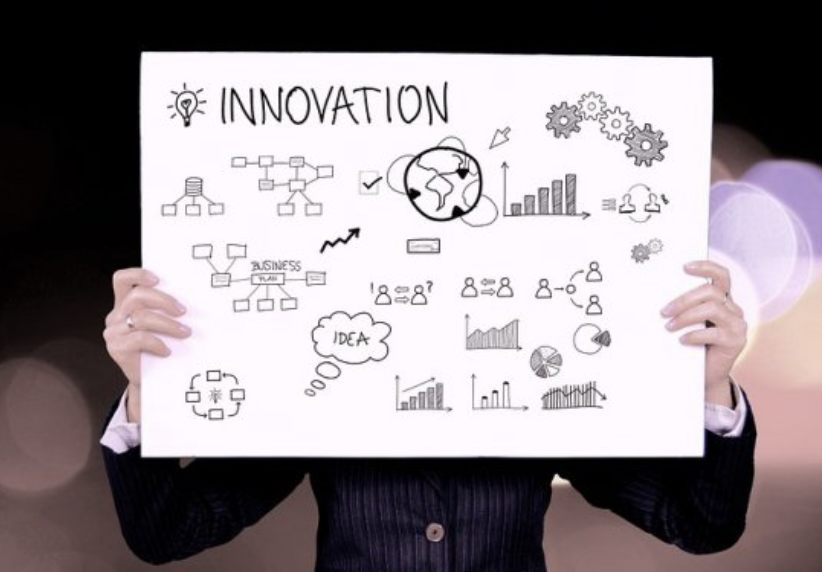 INNOVATION
BUSINESS
PLAN
! ?
IDEA